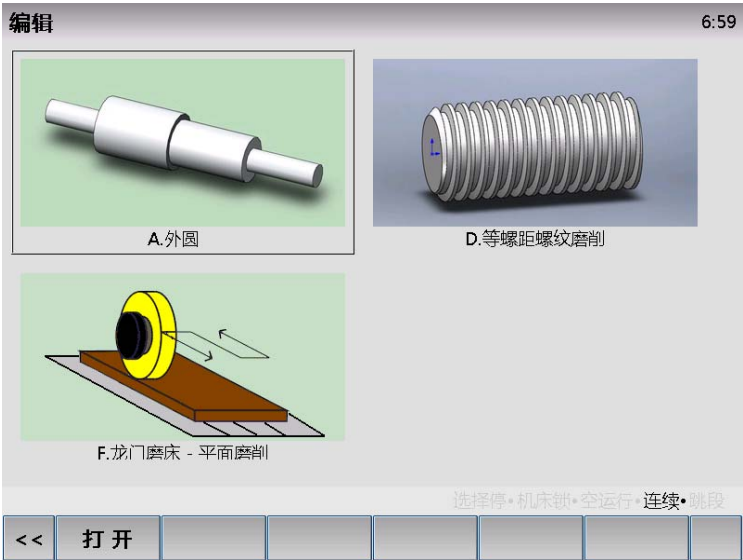 编辑 6:59
A.外圆 D.等螺距螺纹磨削
F.龙门磨床 - 平面磨削
选择停•机床锁•空运行•连续•跳段
<< 打 开